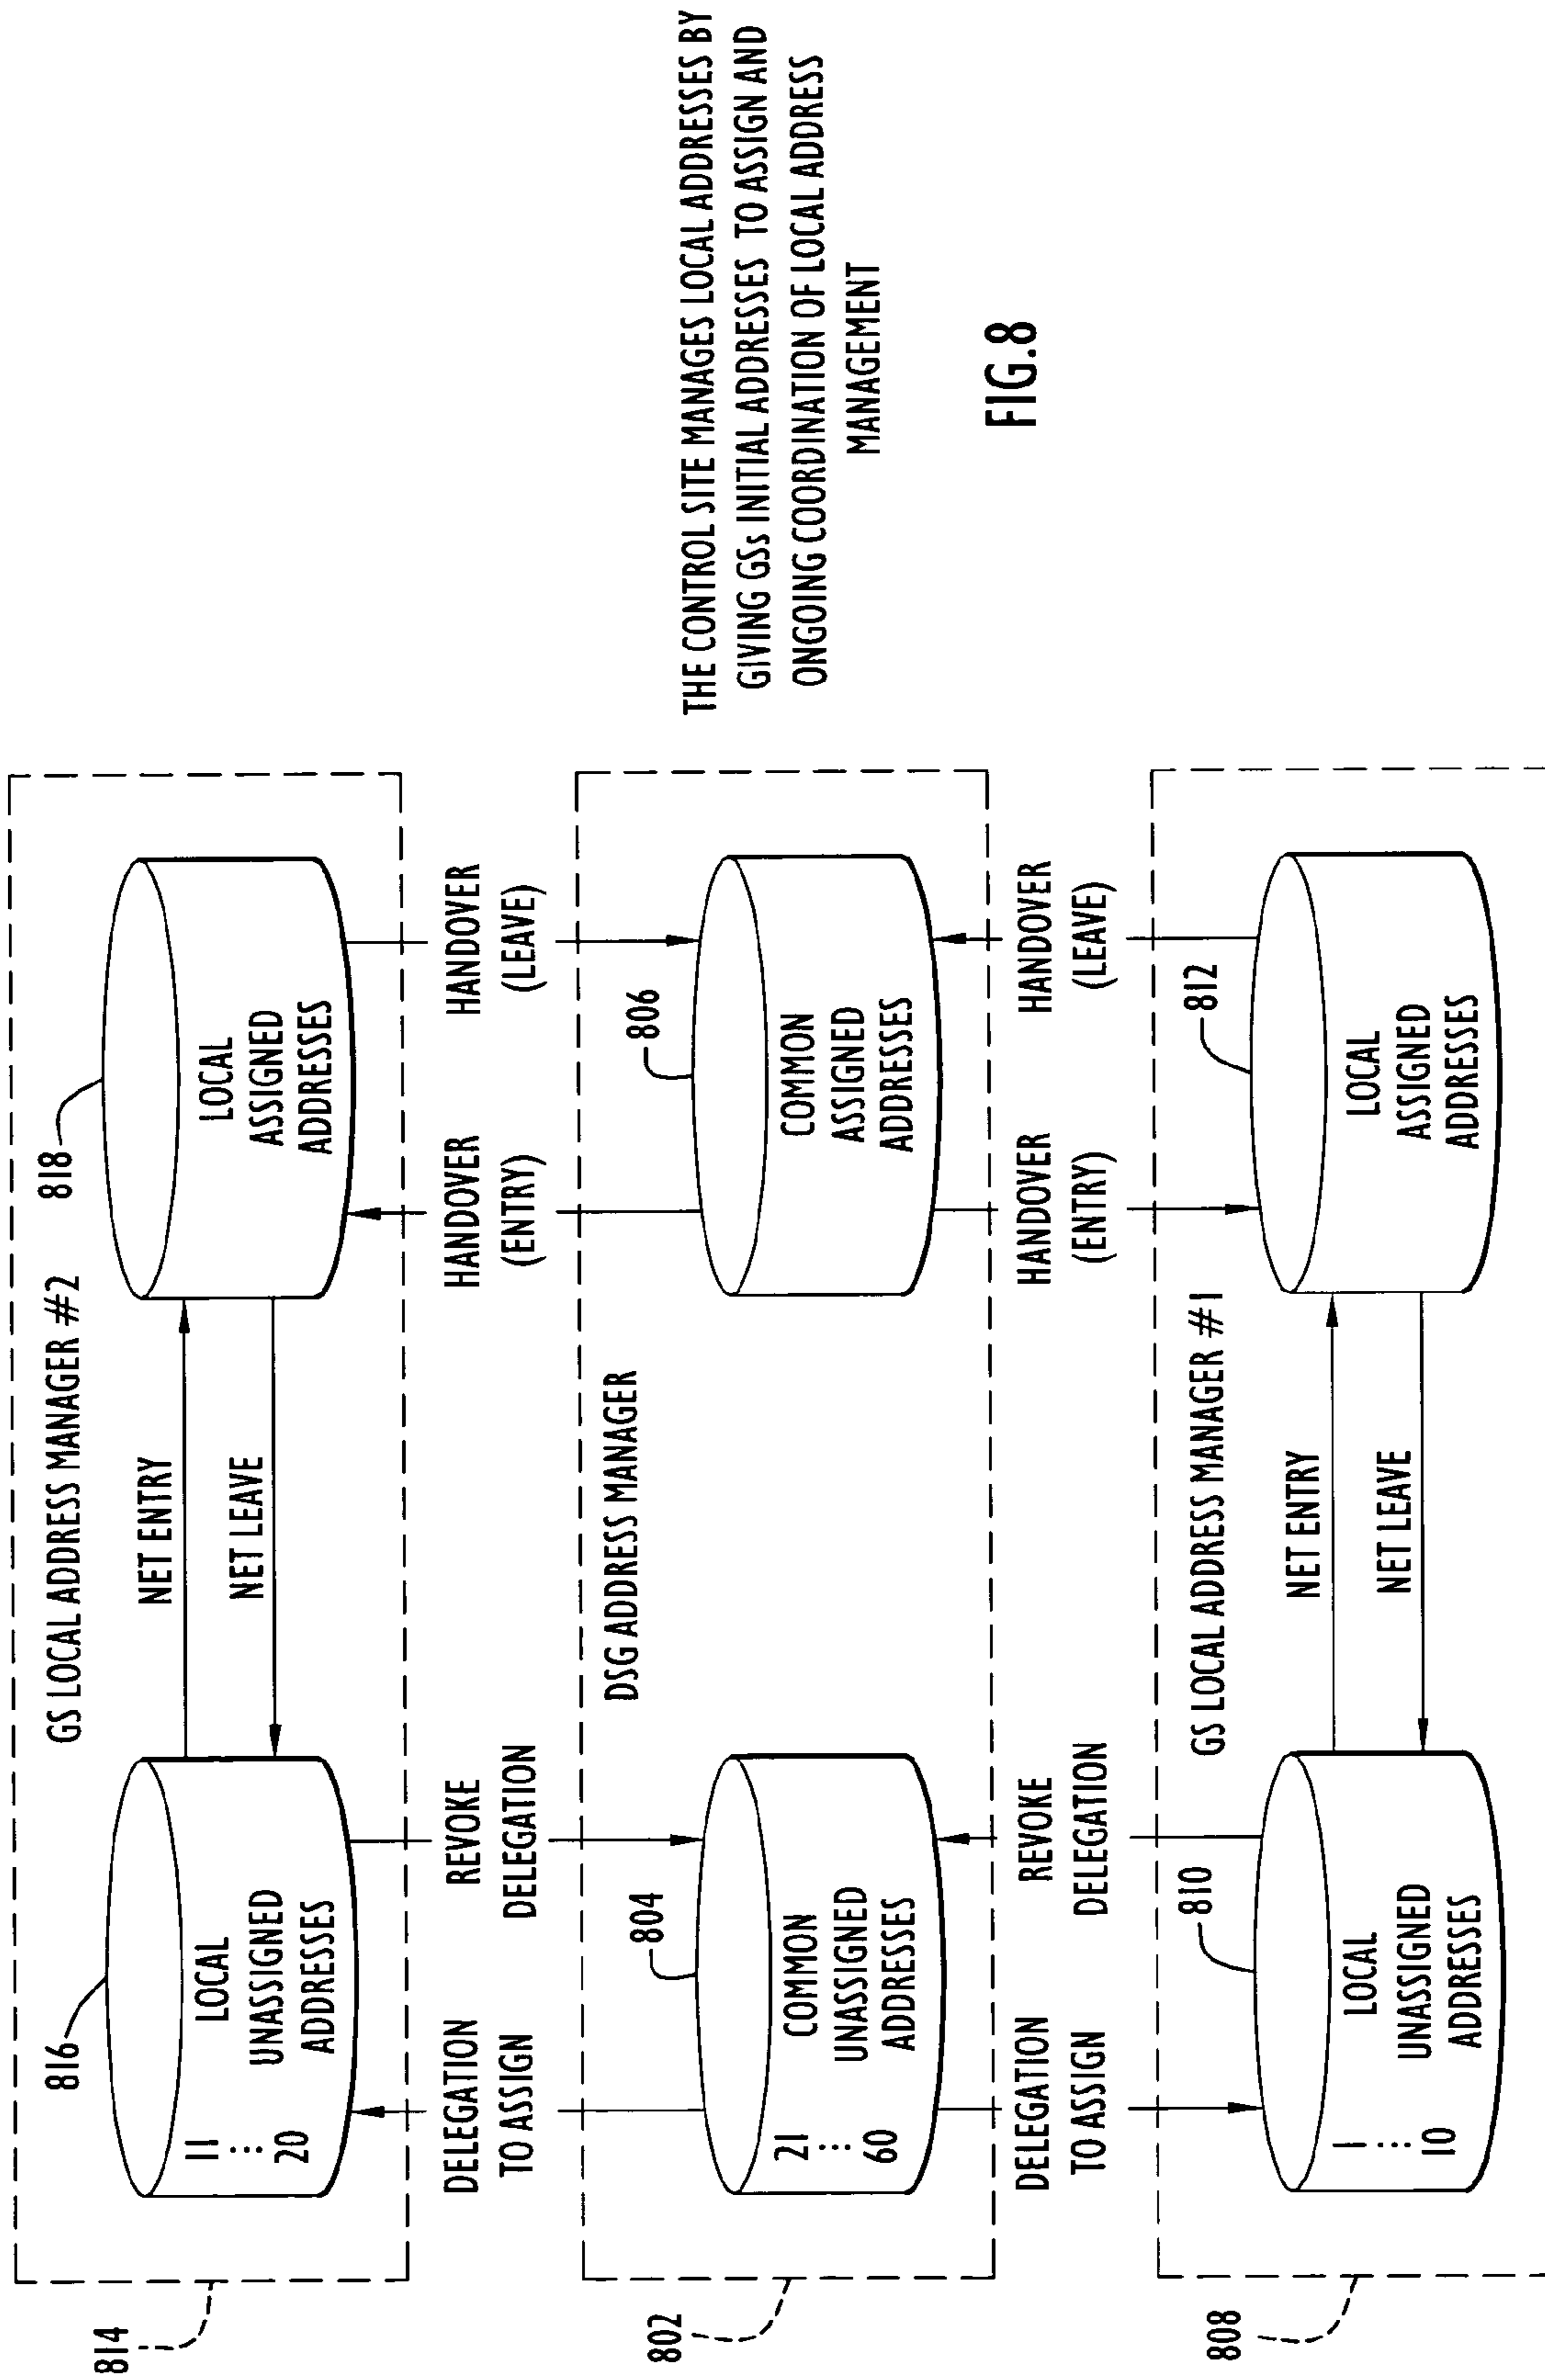 814
816
818
GS LOCAL ADDRESS MANAGER #2
11
⋮
20
LOCAL
UNASSIGNED
ADDRESSES
NET ENTRY
NET LEAVE
LOCAL
ASSIGNED
ADDRESSES
DELEGATION
TO ASSIGN
REVOKE
DELEGATION
HANDOVER
(ENTRY)
HANDOVER
(LEAVE)
802
804
DSG ADDRESS MANAGER
806
21
⋮
60
COMMON
UNASSIGNED
ADDRESSES
COMMON
ASSIGNED
ADDRESSES
DELEGATION
TO ASSIGN
REVOKE
DELEGATION
HANDOVER
(ENTRY)
HANDOVER
(LEAVE)
808
810
GS LOCAL ADDRESS MANAGER #1
812
1
⋮
10
LOCAL
UNASSIGNED
ADDRESSES
NET ENTRY
NET LEAVE
LOCAL
ASSIGNED
ADDRESSES
THE CONTROL SITE MANAGES LOCAL ADDRESSES BY
GIVING GSs INITIAL ADDRESSES TO ASSIGN AND
ONGOING COORDINATION OF LOCAL ADDRESS
MANAGEMENT
FIG.8